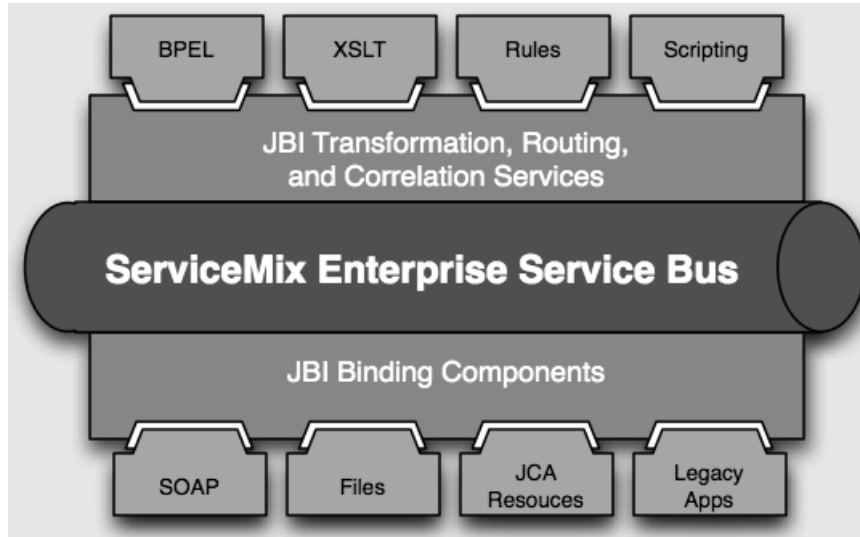 BPEL
XSLT
Rules
Scripting
JBI Transformation, Routing,
and Correlation Services
ServiceMix Enterprise Service Bus
JBI Binding Components
SOAP
Files
JCA
Resouces
Legacy
Apps